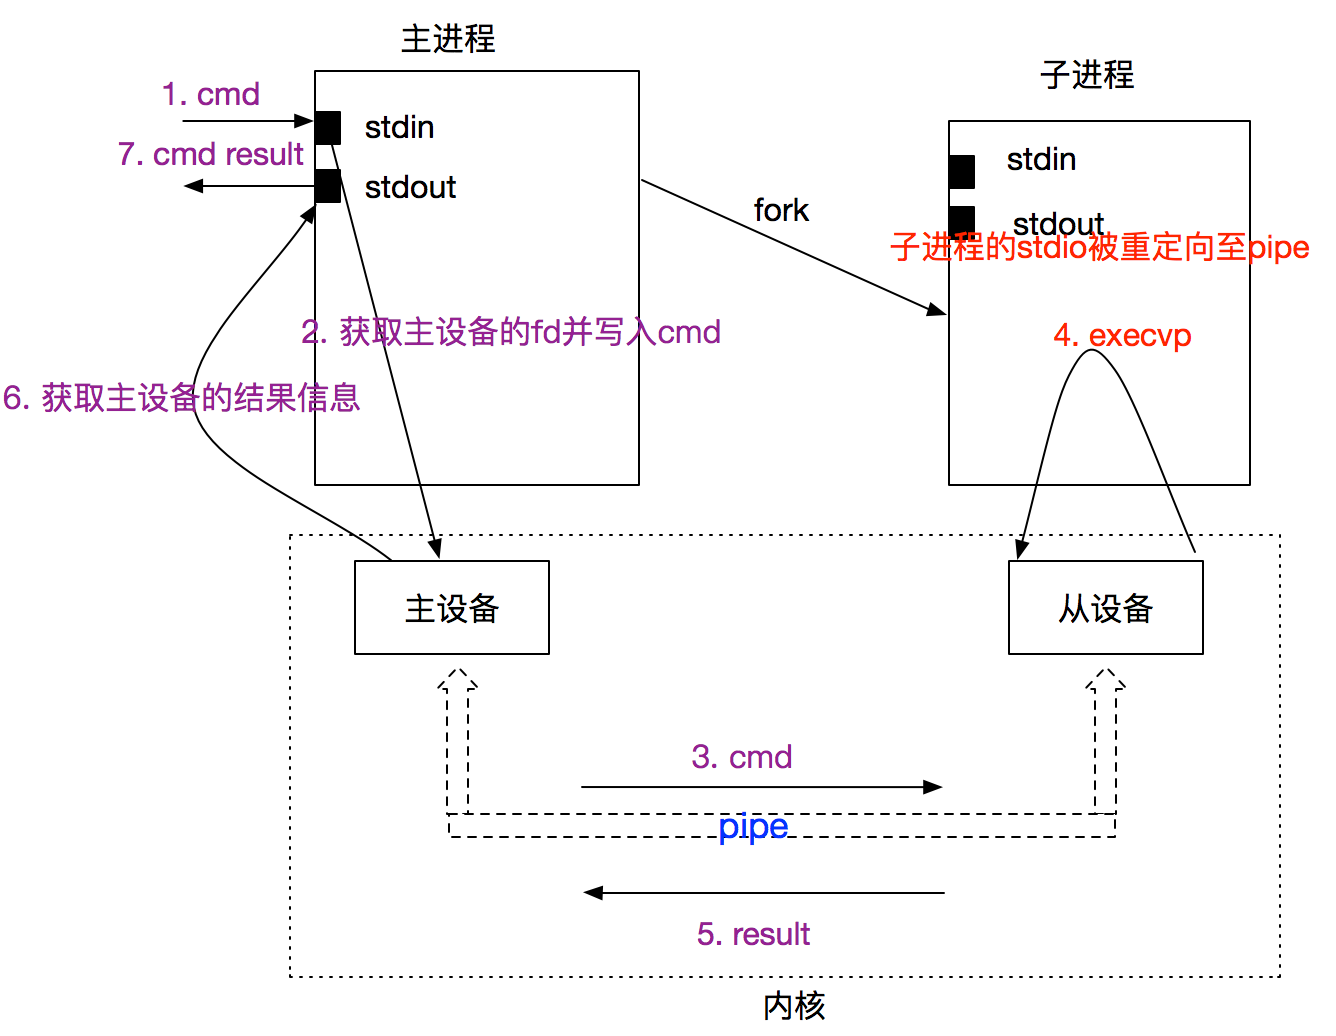 主进程
子进程
1. cmd
stdin
7. cmd result
stdout
fork
stdin
stdout
子进程的stdio被重定向至pipe
2. 获取主设备的fd并写入cmd
4. execvp
6. 获取主设备的结果信息
主设备
从设备
3. cmd
pipe
5. result
内核